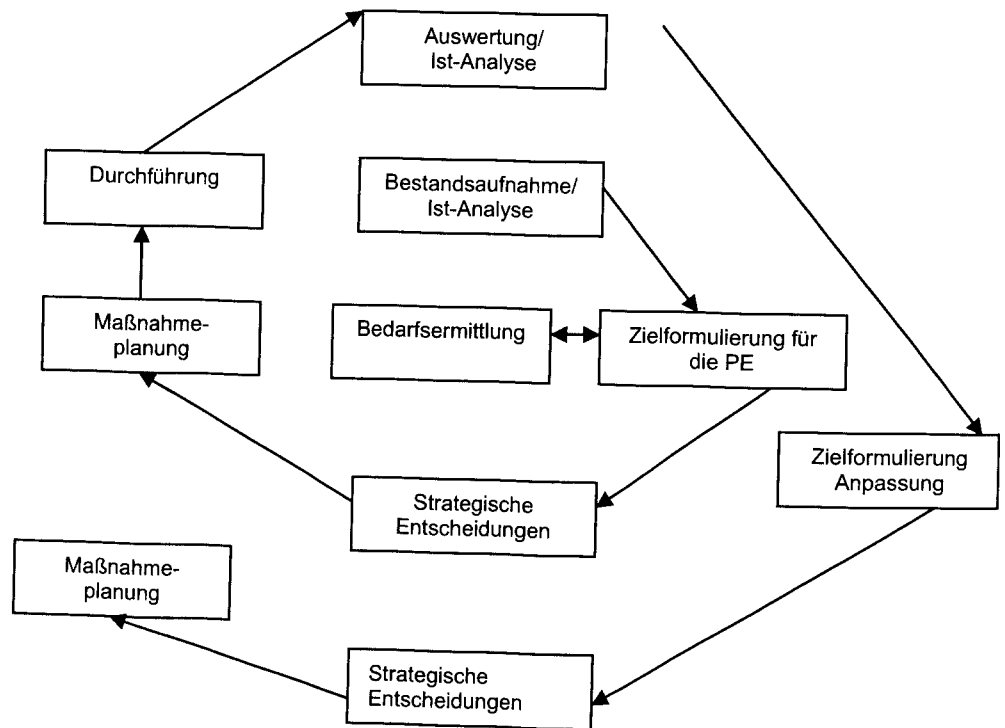 Auswertung/
Ist-Analyse
Durchführung
Bestandsaufnahme/
Ist-Analyse
Maßnahme-
planung
Bedarfsermittlung
Zielformulierung für
die PE
Zielformulierung
Anpassung
Strategische
Entscheidungen
Maßnahme-
planung
Strategische
Entscheidungen